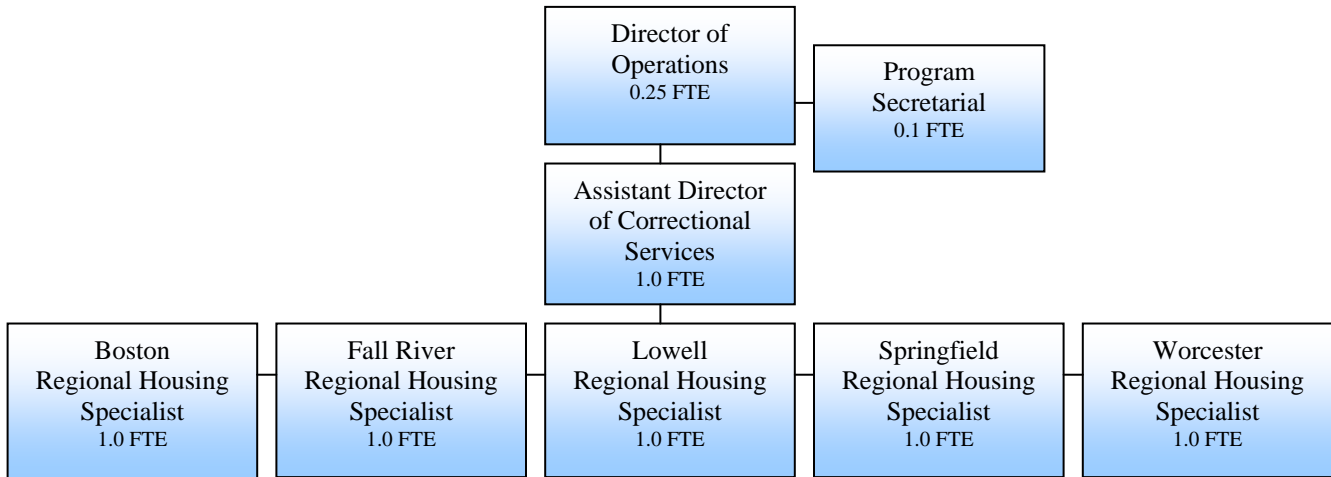 Director of
Operations
0.25 FTE
Program
Secretarial
0.1 FTE
Assistant Director
of Correctional
Services
1.0 FTE
Boston
Regional Housing
Specialist
1.0 FTE
Fall River
Regional Housing
Specialist
1.0 FTE
Lowell
Regional Housing
Specialist
1.0 FTE
Springfield
Regional Housing
Specialist
1.0 FTE
Worcester
Regional Housing
Specialist
1.0 FTE